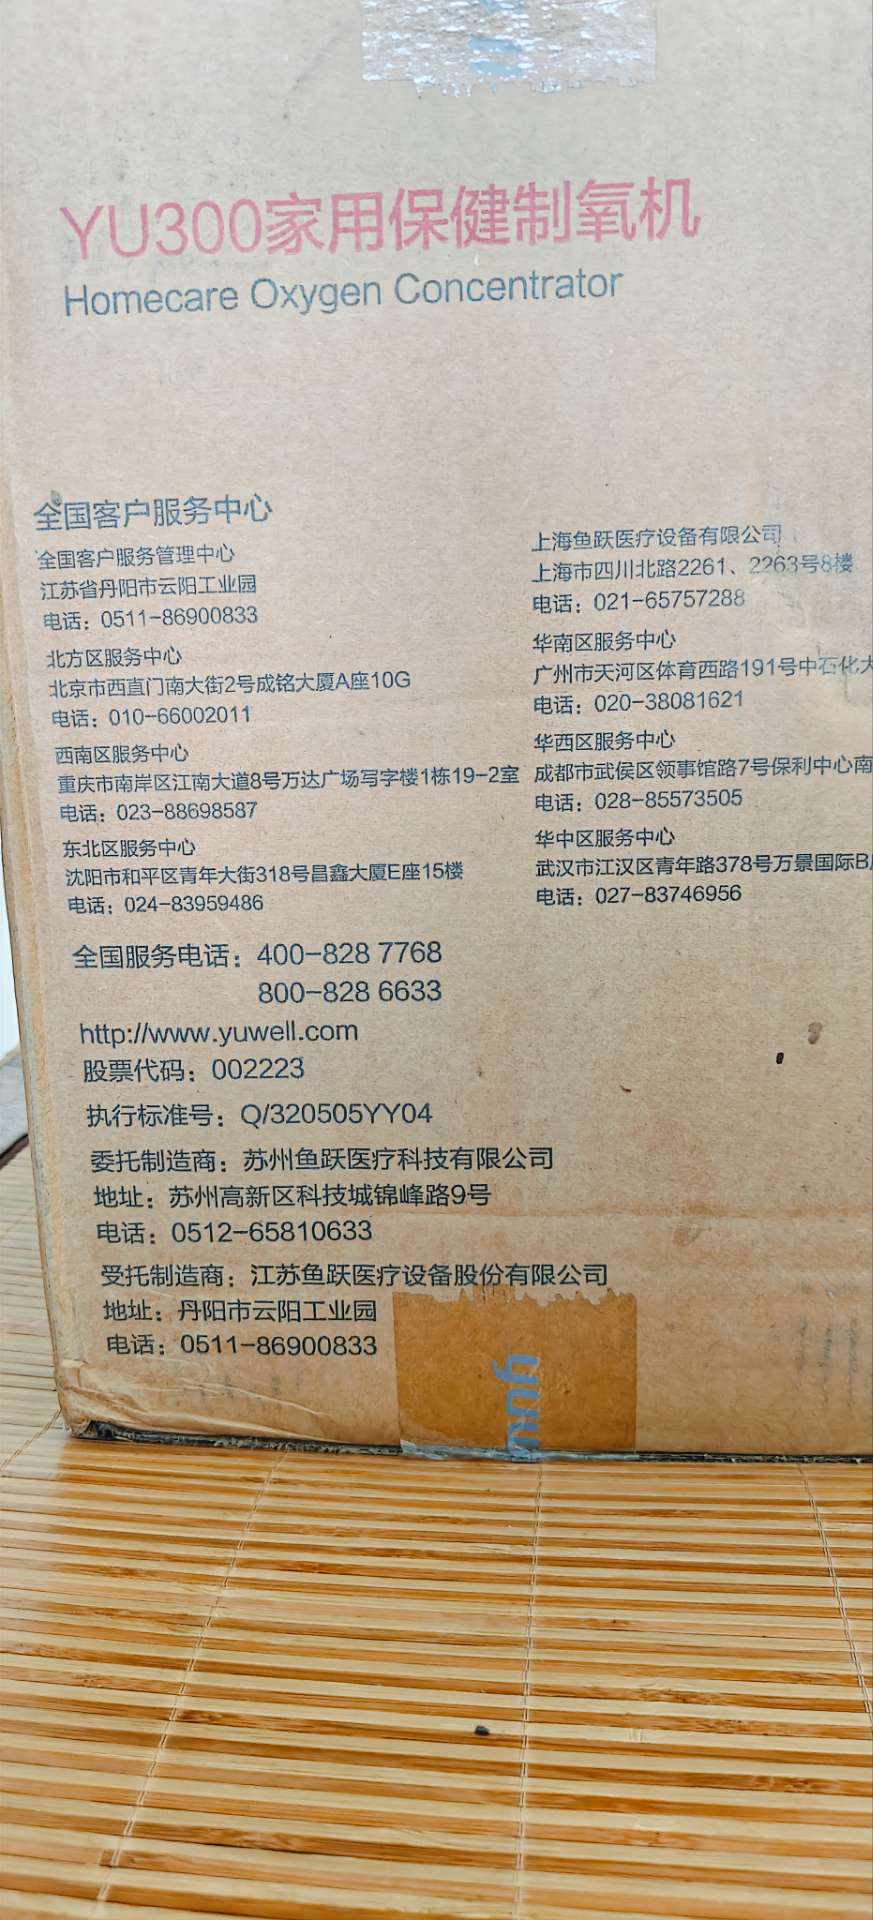 YU300家用保健制氧机
Homecare Oxygen Concentrator
全国客户服务中心
全国客户服务管理中心
江苏省丹阳市云阳工业园
电话：0511-86900833
北方区服务中心
北京市西直门南大街2号成铭大厦A座10G
电话：010-66002011
西南区服务中心
重庆市南岸区江南大道8号万达广场写字楼1栋19-2室
电话：023-88698587
东北区服务中心
沈阳市和平区青年大街318号昌鑫大厦E座15楼
电话：024-83959486
上海鱼跃医疗设备有限公司
上海市四川北路2261、2263号8楼
电话：021-65757288
华南区服务中心
广州市天河区体育西路191号中石化大
电话：020-38081621
华西区服务中心
成都市武侯区领事馆路7号保利中心南
电话：028-85573505
华中区服务中心
武汉市江汉区青年路378号万景国际B
电话：027-83746956
全国服务电话：400-828 7768
800-828 6633
http://www.yuwell.com
股票代码：002223
执行标准号：Q/320505YY04
委托制造商：苏州鱼跃医疗科技有限公司
地址：苏州高新区科技城锦峰路9号
电话：0512-65810633
受托制造商：江苏鱼跃医疗设备股份有限公司
地址：丹阳市云阳工业园
电话：0511-86900833